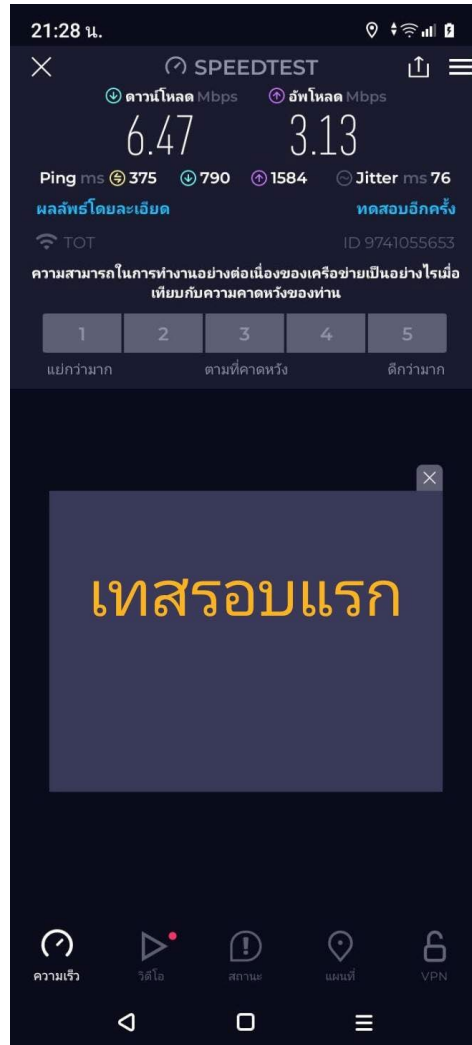 21:28 น.
SPEEDTEST
ดาวน์โหลด Mbps อัพโหลด Mbps
6.47 3.13
Ping ms 375 790 1584 Jitter ms 76
ผลลัพธ์โดยละเอียด ทดสอบอีกครั้ง
TOT ID 9741055653
ความสามารถในการทำงานอย่างต่อเนื่องของเครือข่ายเป็นอย่างไรเมื่อ
เทียบกับความคาดหวังของท่าน
1 2 3 4 5
แย่กว่ามาก ตามที่คาดหวัง ดีกว่ามาก
เทสรอบแรก
ความเร็ว วิดีโอ สถานะ แผนที่ VPN